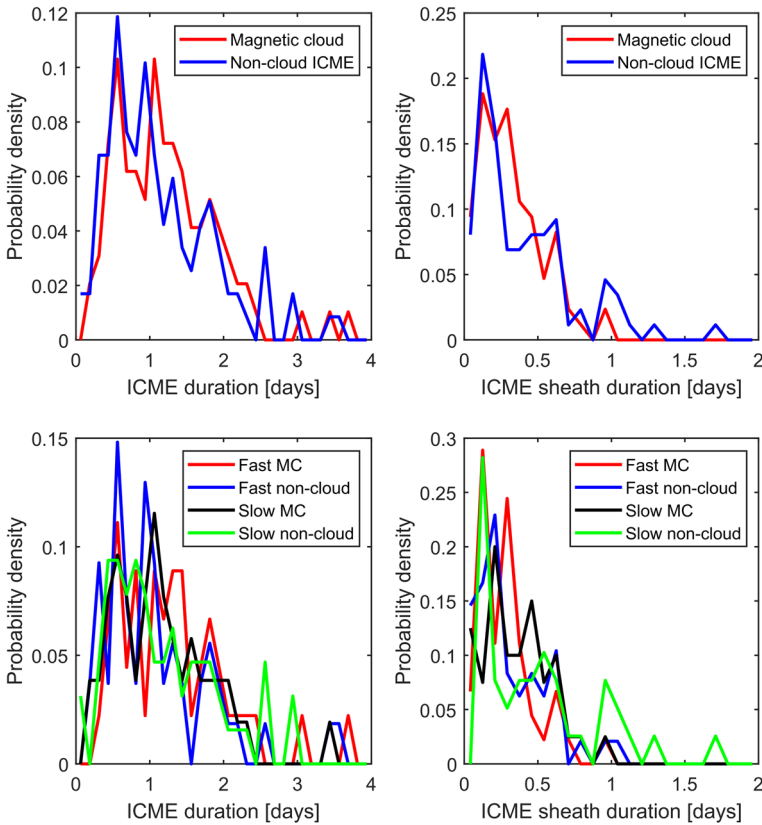 0.12
0.1
0.08
0.06
0.04
0.02
0
Probability density
Magnetic cloud
Non-cloud ICME
0 1 2 3 4
ICME duration [days]
0.25
0.2
0.15
0.1
0.05
0
Probability density
Magnetic cloud
Non-cloud ICME
0 0.5 1 1.5 2
ICME sheath duration [days]
0.15
0.1
0.05
0
Probability density
Fast MC
Fast non-cloud
Slow MC
Slow non-cloud
0 1 2 3 4
ICME duration [days]
0.3
0.25
0.2
0.15
0.1
0.05
0
Probability density
Fast MC
Fast non-cloud
Slow MC
Slow non-cloud
0 0.5 1 1.5 2
ICME sheath duration [days]